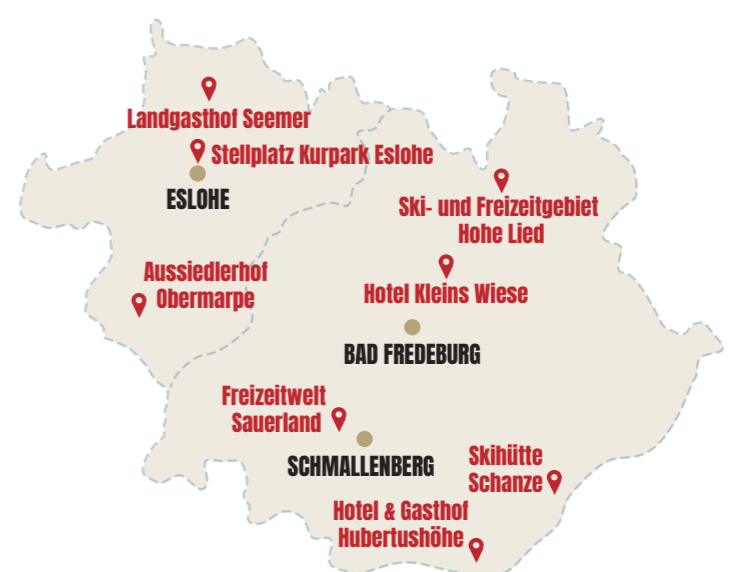 Landgasthof Seemer
Stellplatz Kurpark Eslohe
ESLOHE
Ski- und Freizeitgebiet
Hohe Lied
Aussiedlerhof
Obermarpe
Hotel Kleins Wiese
BAD FREDEBURG
Freizeitwelt
Sauerland
SCHMALLENBERG
Skihütte
Schanze
Hotel & Gasthof
Hubertushöhe